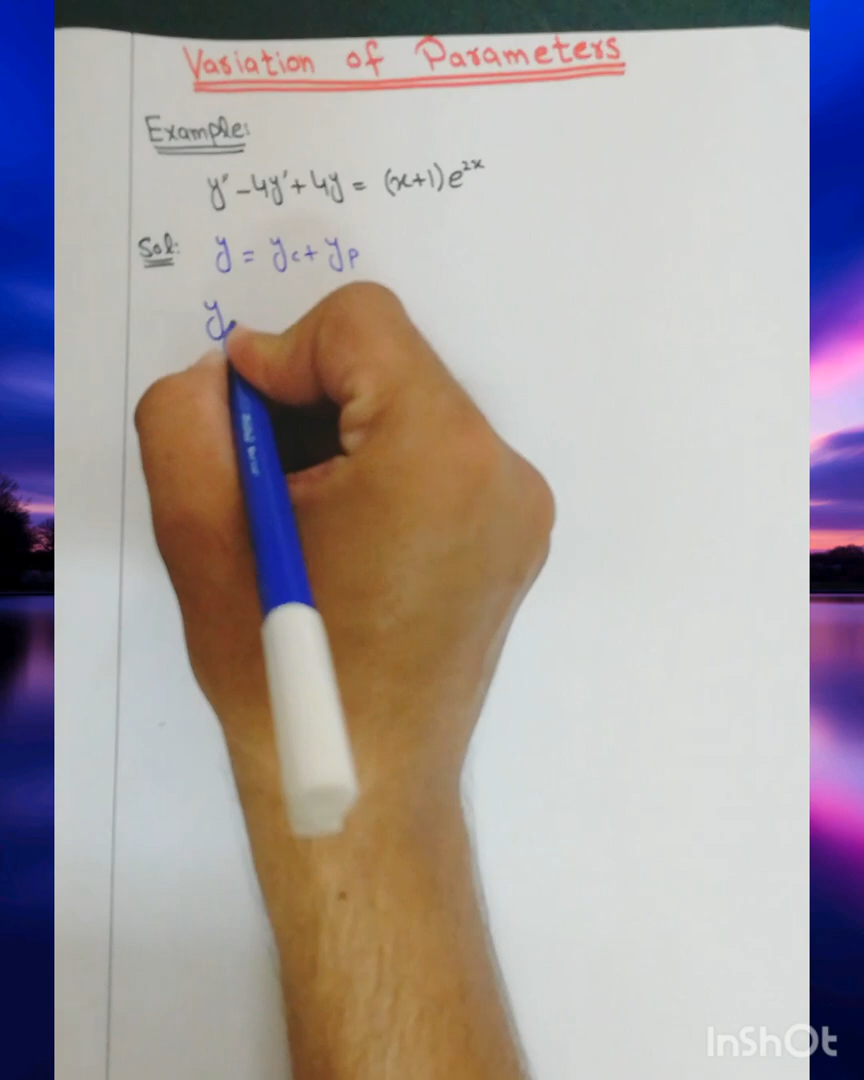 Variation of Parameters
Example:
y" - 4y' + 4y = (x+1)e^2x
Sol: y = yc + yp
y
InShOt